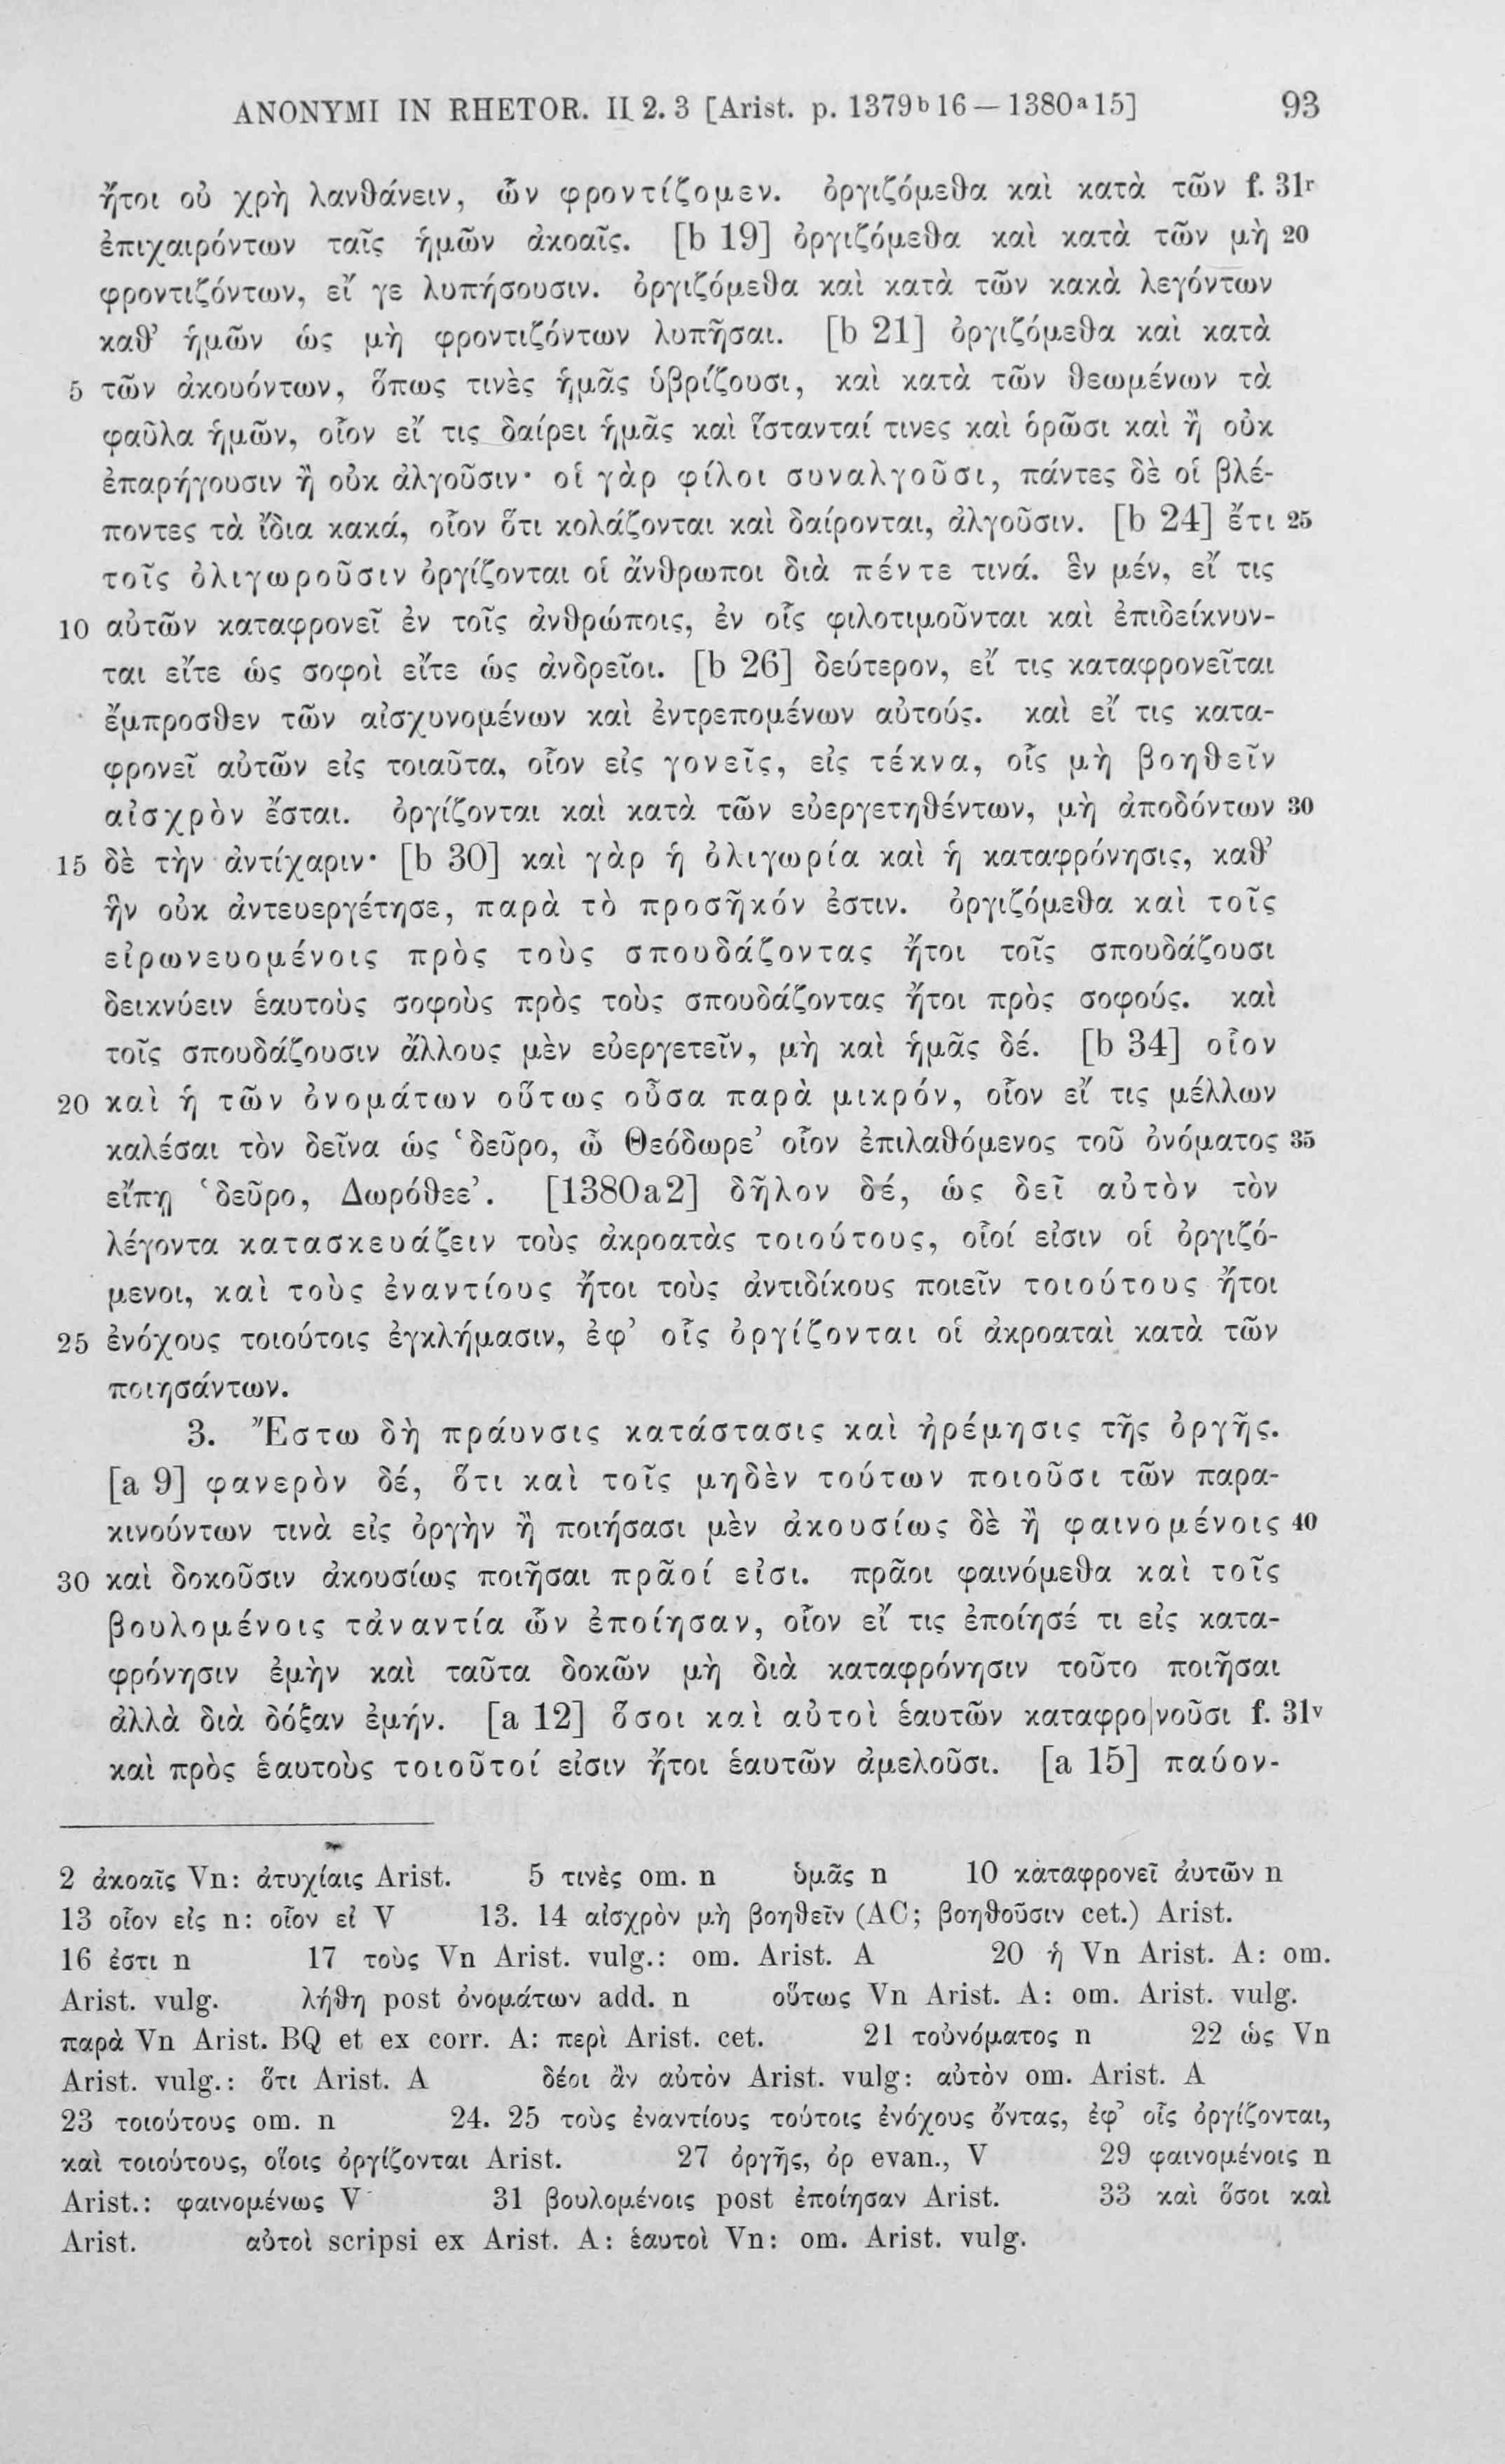 ANONYMI IN RHETOR. II 2. 3 [Arist. p. 1379b16 — 1380a15] 93
ἤτοι οὐ χρὴ λανθάνειν, ὧν φροντίζομεν. ὀργιζόμεθα καὶ κατὰ τῶν f. 31r
ἐπιχαιρόντων ταῖς ἡμῶν ἀκοαῖς. [b 19] ὀργιζόμεθα καὶ κατὰ τῶν μὴ 20
φροντιζόντων, εἴ γε λυπήσουσιν. ὀργιζόμεθα καὶ κατὰ τῶν κακὰ λεγόντων
καθ’ ἡμῶν ὡς μὴ φροντιζόντων λυπῆσαι. [b 21] ὀργιζόμεθα καὶ κατὰ
5 τῶν ἀκουόντων, ὅπως τινὲς ἡμᾶς ὑβρίζουσι, καὶ κατὰ τῶν θεωμένων τὰ
φαῦλα ἡμῶν, οἷον εἴ τις δαίρει ἡμᾶς καὶ ἵστανταί τινες καὶ ὁρῶσι καὶ ἢ οὐκ
ἐπαρήγουσιν ἢ οὐκ ἀλγοῦσιν· οἱ γὰρ φίλοι συναλγοῦσι, πάντες δὲ οἱ βλέ-
ποντες τὰ ἴδια κακά, οἷον ὅτι κολάζονται καὶ δαίρονται, ἀλγοῦσιν. [b 24] ἔτι 25
τοῖς ὀλιγωροῦσιν ὀργίζονται οἱ ἄνθρωποι διὰ πέντε τινά. ἓν μέν, εἴ τις
10 αὐτῶν καταφρονεῖ ἐν τοῖς ἀνθρώποις, ἐν οἷς φιλοτιμοῦνται καὶ ἐπιδείκνυν-
ται εἴτε ὡς σοφοὶ εἴτε ὡς ἀνδρεῖοι. [b 26] δεύτερον, εἴ τις καταφρονεῖται
ἔμπροσθεν τῶν αἰσχυνομένων καὶ ἐντρεπομένων αὐτούς. καὶ εἴ τις κατα-
φρονεῖ αὐτῶν εἰς τοιαῦτα, οἷον εἰς γονεῖς, εἰς τέκνα, οἷς μὴ βοηθεῖν
αἰσχρὸν ἔσται. ὀργίζονται καὶ κατὰ τῶν εὐεργετηθέντων, μὴ ἀποδόντων 30
15 δὲ τὴν ἀντίχαριν· [b 30] καὶ γὰρ ἡ ὀλιγωρία καὶ ἡ καταφρόνησις, καθ’
ἣν οὐκ ἀντευεργέτησε, παρὰ τὸ προσῆκόν ἐστιν. ὀργιζόμεθα καὶ τοῖς
εἰρωνευομένοις πρὸς τοὺς σπουδάζοντας ἤτοι τοῖς σπουδάζουσι
δεικνύειν ἑαυτοὺς σοφοὺς πρὸς τοὺς σπουδάζοντας ἤτοι πρὸς σοφούς. καὶ
τοῖς σπουδάζουσιν ἄλλους μὲν εὐεργετεῖν, μὴ καὶ ἡμᾶς δέ. [b 34] οἷον
20 καὶ ἡ τῶν ὀνομάτων οὕτως οὖσα παρὰ μικρόν, οἷον εἴ τις μέλλων
καλέσαι τὸν δεῖνα ὡς ‘δεῦρο, ὦ Θεόδωρε’ οἷον ἐπιλαθόμενος τοῦ ὀνόματος 35
εἴπῃ ‘δεῦρο, Δωρόθεε’. [1380a2] δῆλον δέ, ὡς δεῖ αὐτὸν τὸν
λέγοντα κατασκευάζειν τοὺς ἀκροατὰς τοιούτους, οἷοί εἰσιν οἱ ὀργιζό-
μενοι, καὶ τοὺς ἐναντίους ἤτοι τοὺς ἀντιδίκους ποιεῖν τοιούτους ἤτοι
25 ἐνόχους τοιούτοις ἐγκλήμασιν, ἐφ’ οἷς ὀργίζονται οἱ ἀκροαταὶ κατὰ τῶν
ποιησάντων.
3. Ἔστω δὴ πράυνσις κατάστασις καὶ ἠρέμησις τῆς ὀργῆς.
[a 9] φανερὸν δέ, ὅτι καὶ τοῖς μηδὲν τούτων ποιοῦσι τῶν παρα-
κινούντων τινὰ εἰς ὀργὴν ἢ ποιήσασι μὲν ἀκουσίως δὲ ἢ φαινομένοις 40
30 καὶ δοκοῦσιν ἀκουσίως ποιῆσαι πρᾶοί εἰσι. πρᾶοι φαινόμεθα καὶ τοῖς
βουλομένοις τἀναντία ὧν ἐποίησαν, οἷον εἴ τις ἐποίησέ τι εἰς κατα-
φρόνησιν ἐμὴν καὶ ταῦτα δοκῶν μὴ διὰ καταφρόνησιν τοῦτο ποιῆσαι
ἀλλὰ διὰ δόξαν ἐμήν. [a 12] ὅσοι καὶ αὐτοὶ ἑαυτῶν καταφρο|νοῦσι f. 31v
καὶ πρὸς ἑαυτοὺς τοιοῦτοί εἰσιν ἤτοι ἑαυτῶν ἀμελοῦσι. [a 15] παύον-
2 ἀκοαῖς Vn: ἀτυχίαις Arist. 5 τινὲς om. n ὑμᾶς n 10 καταφρονεῖ ἀυτῶν n
13 οἷον εἰς n: οἷον εἰ V 13. 14 αἰσχρὸν μὴ βοηθεῖν (AC; βοηθοῦσιν cet.) Arist.
16 ἐστι n 17 τοὺς Vn Arist. vulg.: om. Arist. A 20 ἡ Vn Arist. A: om.
Arist. vulg. λήθη post ὀνομάτων add. n οὕτως Vn Arist. A: om. Arist. vulg.
παρὰ Vn Arist. BQ et ex corr. A: περὶ Arist. cet. 21 τοὐνόματος n 22 ὡς Vn
Arist. vulg.: ὅτι Arist. A δέοι ἂν αὐτὸν Arist. vulg: αὐτὸν om. Arist. A
23 τοιούτους om. n 24. 25 τοὺς ἐναντίους τούτοις ἐνόχους ὄντας, ἐφ’ οἷς ὀργίζονται,
καὶ τοιούτους, οἵοις ὀργίζονται Arist. 27 ὀργῆς, ὀρ evan., V 29 φαινομένοις n
Arist.: φαινομένως V 31 βουλομένοις post ἐποίησαν Arist. 33 καὶ ὅσοι καὶ
Arist. αὐτοὶ scripsi ex Arist. A: ἑαυτοὶ Vn: om. Arist. vulg.